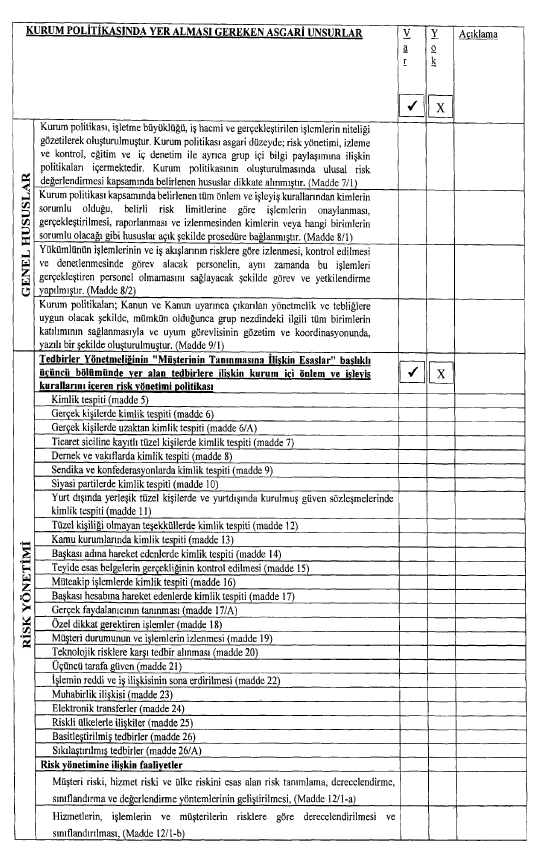 KURUM POLİTİKASINDA YER ALMASI GEREKEN ASGARİ UNSURLAR
V
a
r
Y
o
k
Açıklama
✓ X
GENEL HUSUSLAR
Kurum politikası, işletme büyüklüğü, iş hacmi ve gerçekleştirilen işlemlerin niteliği
gözetilerek oluşturulmuştur. Kurum politikası asgari düzeyde; risk yönetimi, izleme
ve kontrol, eğitim ve iç denetim ile ayrıca grup içi bilgi paylaşımına ilişkin
politikaları içermektedir. Kurum politikasının oluşturulmasında ulusal risk
değerlendirmesi kapsamında belirlenen hususlar dikkate alınmıştır. (Madde 7/1)
Kurum politikası kapsamında belirlenen tüm önlem ve işleyiş kurallarından kimlerin
sorumlu olduğu, belirli risk limitlerine göre işlemlerin onaylanması,
gerçekleştirilmesi, raporlanması ve izlenmesinden kimlerin veya hangi birimlerin
sorumlu olacağı gibi hususlar açık şekilde prosedüre bağlanmıştır. (Madde 8/1)
Yükümlünün işlemlerinin ve iş akışlarının risklere göre izlenmesi, kontrol edilmesi
ve denetlenmesinde görev alacak personelin, aynı zamanda bu işlemleri
gerçekleştiren personel olmamasını sağlayacak şekilde görev ve yetkilendirme
yapılmıştır. (Madde 8/2)
Kurum politikaları; Kanun ve Kanun uyarınca çıkarılan yönetmelik ve tebliğlere
uygun olacak şekilde, mümkün olduğunca grup nezdindeki ilgili tüm birimlerin
katılımının sağlanmasıyla ve uyum görevlisinin gözetim ve koordinasyonunda,
yazılı bir şekilde oluşturulmuştur. (Madde 9/1)
RİSK YÖNETİMİ
Tedbirler Yönetmeliğinin "Müşterinin Tanınmasına İlişkin Esaslar" başlıklı
üçüncü bölümünde yer alan tedbirlere ilişkin kurum içi önlem ve işleyiş
kurallarını içeren risk yönetimi politikası
✓ X
Kimlik tespiti (madde 5)
Gerçek kişilerde kimlik tespiti (madde 6)
Gerçek kişilerde uzaktan kimlik tespiti (madde 6/A)
Ticaret siciline kayıtlı tüzel kişilerde kimlik tespiti (madde 7)
Dernek ve vakıflarda kimlik tespiti (madde 8)
Sendika ve konfederasyonlarda kimlik tespiti (madde 9)
Siyasi partilerde kimlik tespiti (madde 10)
Yurt dışında yerleşik tüzel kişilerde ve yurtdışında kurulmuş güven sözleşmelerinde
kimlik tespiti (madde 11)
Tüzel kişiliği olmayan teşekküllerde kimlik tespiti (madde 12)
Kamu kurumlarında kimlik tespiti (madde 13)
Başkası adına hareket edenlerde kimlik tespiti (madde 14)
Teyide esas belgelerin gerçekliğinin kontrol edilmesi (madde 15)
Müteakip işlemlerde kimlik tespiti (madde 16)
Başkası hesabına hareket edenlerde kimlik tespiti (madde 17)
Gerçek faydalanıcının tanınması (madde 17/A)
Özel dikkat gerektiren işlemler (madde 18)
Müşteri durumunun ve işlemlerin izlenmesi (madde 19)
Teknolojik risklere karşı tedbir alınması (madde 20)
Üçüncü tarafa güven (madde 21)
İşlemin reddi ve iş ilişkisinin sona erdirilmesi (madde 22)
Muhabirlik ilişkisi (madde 23)
Elektronik transferler (madde 24)
Riskli ülkelerle ilişkiler (madde 25)
Basitleştirilmiş tedbirler (madde 26)
Sıkılaştırılmış tedbirler (madde 26/A)
Risk yönetimine ilişkin faaliyetler
Müşteri riski, hizmet riski ve ülke riskini esas alan risk tanımlama, derecelendirme,
sınıflandırma ve değerlendirme yöntemlerinin geliştirilmesi, (Madde 12/1-a)
Hizmetlerin, işlemlerin ve müşterilerin risklere göre derecelendirilmesi ve
sınıflandırılması, (Madde 12/1-b)